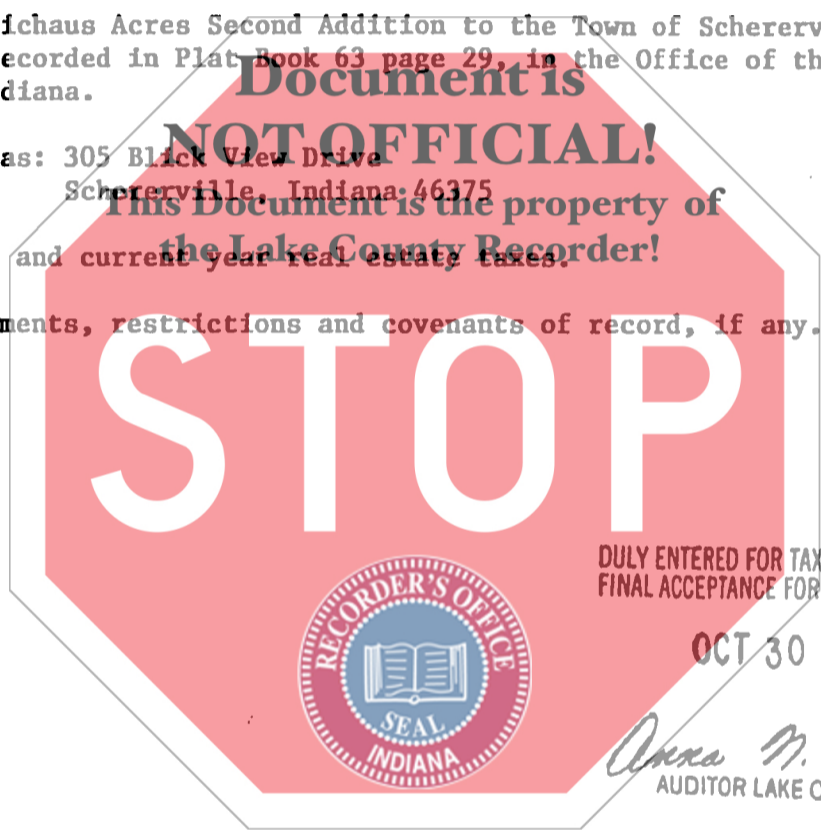 ichaus Acres Second Addition to the Town of Schererv
ecorded in Plat Book 63 page 29, in the Office of th
diana.
Document is
NOT OFFICIAL!
as: 305 Blick View Drive
Schererville, Indiana 46375
This Document is the property of
the Lake County Recorder!
and current year real estate taxes.
ments, restrictions and covenants of record, if any.
STOP
DULY ENTERED FOR TAX
FINAL ACCEPTANCE FOR
OCT 30
RECORDER'S OFFICE
SEAL
INDIANA
Anna N.
AUDITOR LAKE C